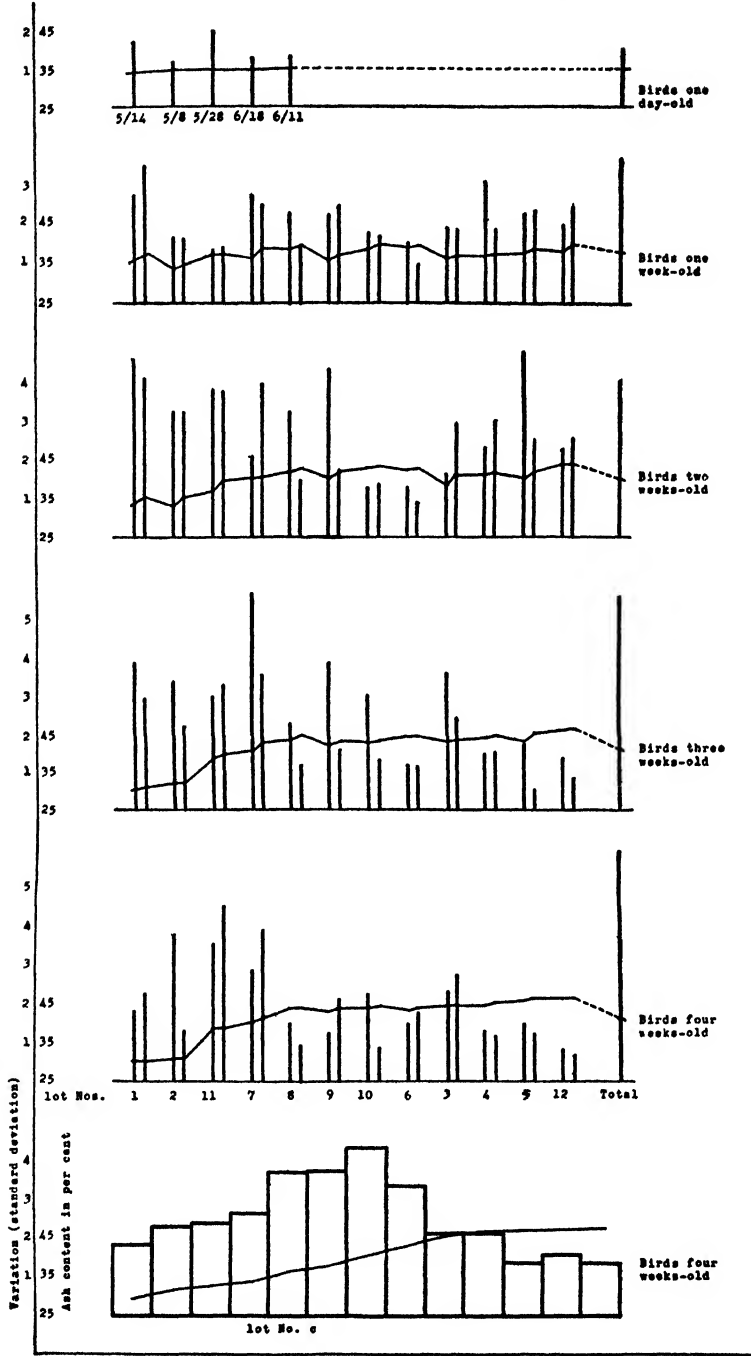 2 45
1 35
25
5/14 5/8 5/28 6/18 6/11
Birds one
day-old
3
2 45
1 35
25
Birds one
week-old
4
3
2 45
1 35
25
Birds two
weeks-old
5
4
3
2 45
1 35
25
Birds three
weeks-old
5
4
3
2 45
1 35
25
Birds four
weeks-old
lot Nos. 1 2 11 7 8 9 10 6 3 4 5 12 Total
Variation (standard deviation)
Ash content in per cent
4
3
2 45
1 35
25
Birds four
weeks-old
lot No. c